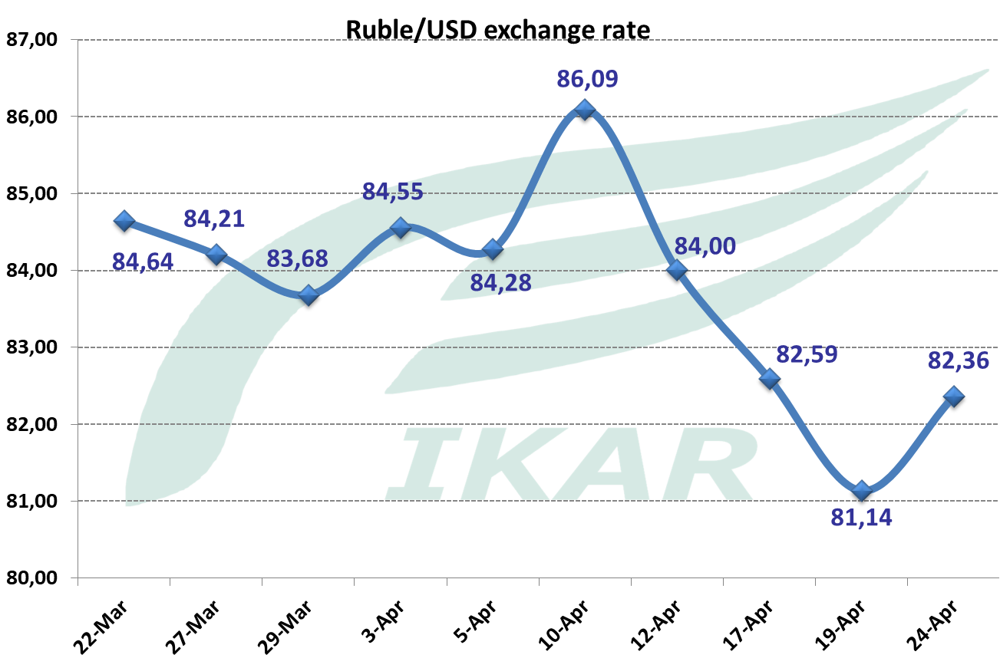 Ruble/USD exchange rate
87,00
86,00
85,00
84,00
83,00
82,00
81,00
80,00
84,64
84,21
83,68
84,55
84,28
86,09
84,00
82,59
81,14
82,36
IKAR
22-Mar
27-Mar
29-Mar
3-Apr
5-Apr
10-Apr
12-Apr
17-Apr
19-Apr
24-Apr